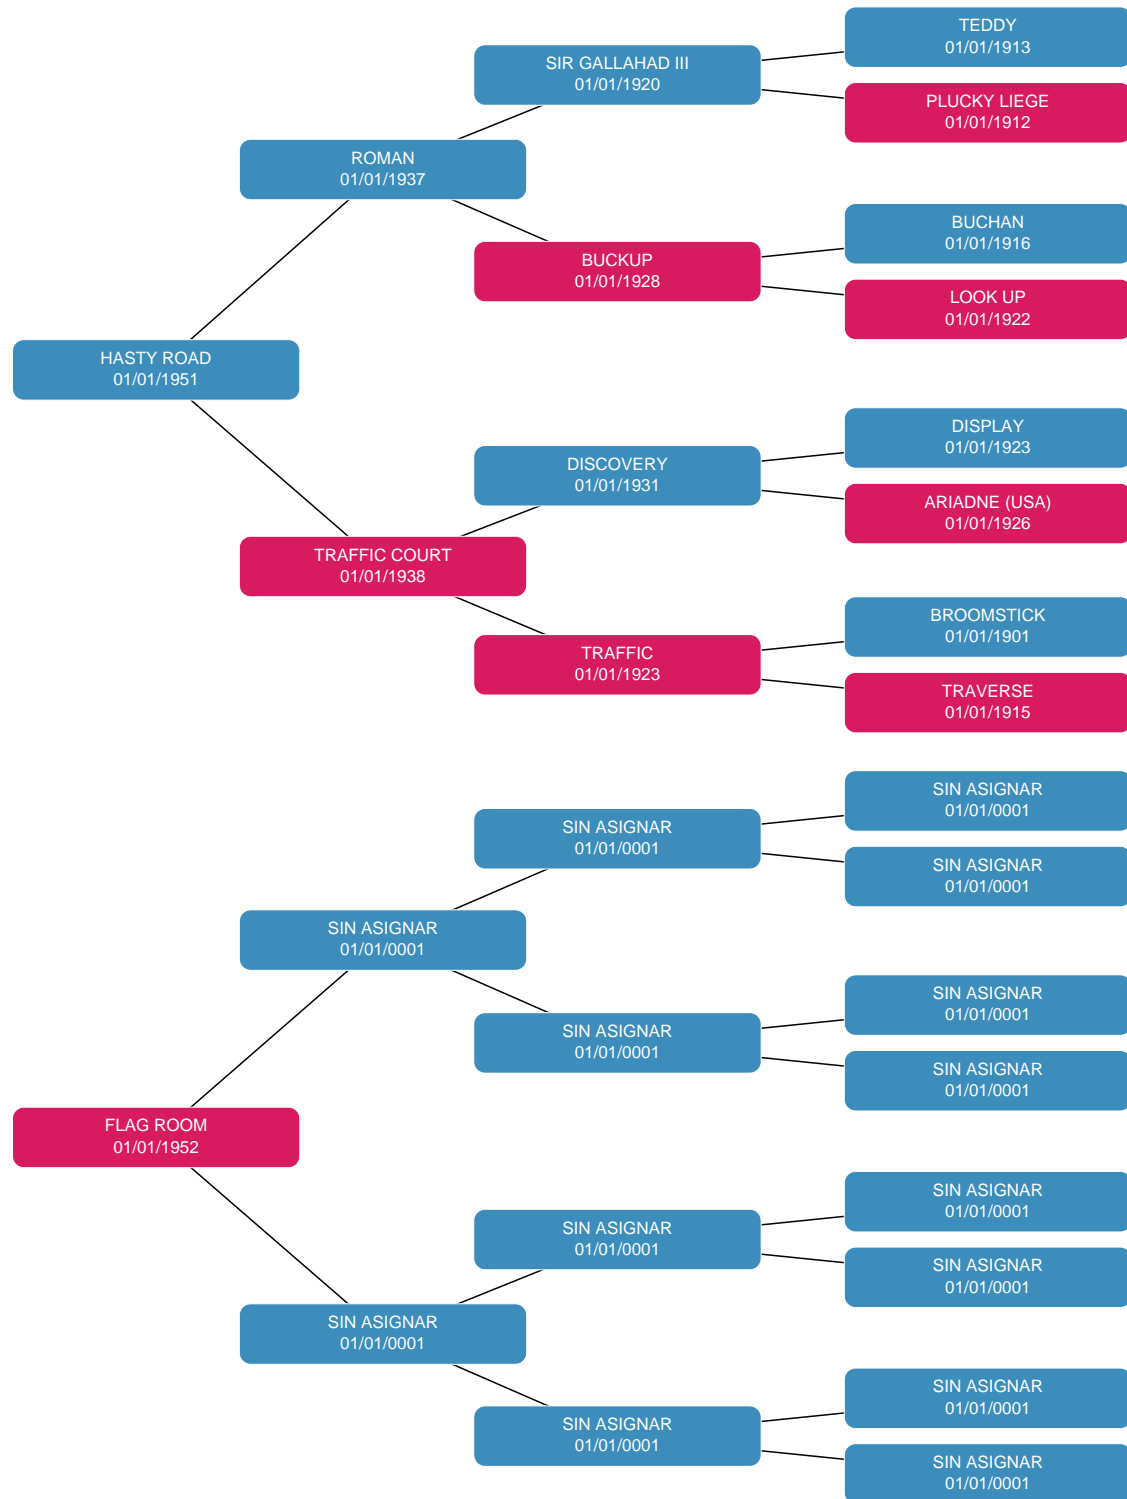 TEDDY
01/01/1913
SIR GALLAHAD III
01/01/1920
PLUCKY LIEGE
01/01/1912
ROMAN
01/01/1937
BUCHAN
01/01/1916
BUCKUP
01/01/1928
LOOK UP
01/01/1922
HASTY ROAD
01/01/1951
DISPLAY
01/01/1923
DISCOVERY
01/01/1931
ARIADNE (USA)
01/01/1926
TRAFFIC COURT
01/01/1938
BROOMSTICK
01/01/1901
TRAFFIC
01/01/1923
TRAVERSE
01/01/1915
SIN ASIGNAR
01/01/0001
SIN ASIGNAR
01/01/0001
SIN ASIGNAR
01/01/0001
SIN ASIGNAR
01/01/0001
SIN ASIGNAR
01/01/0001
SIN ASIGNAR
01/01/0001
SIN ASIGNAR
01/01/0001
FLAG ROOM
01/01/1952
SIN ASIGNAR
01/01/0001
SIN ASIGNAR
01/01/0001
SIN ASIGNAR
01/01/0001
SIN ASIGNAR
01/01/0001
SIN ASIGNAR
01/01/0001
SIN ASIGNAR
01/01/0001
SIN ASIGNAR
01/01/0001